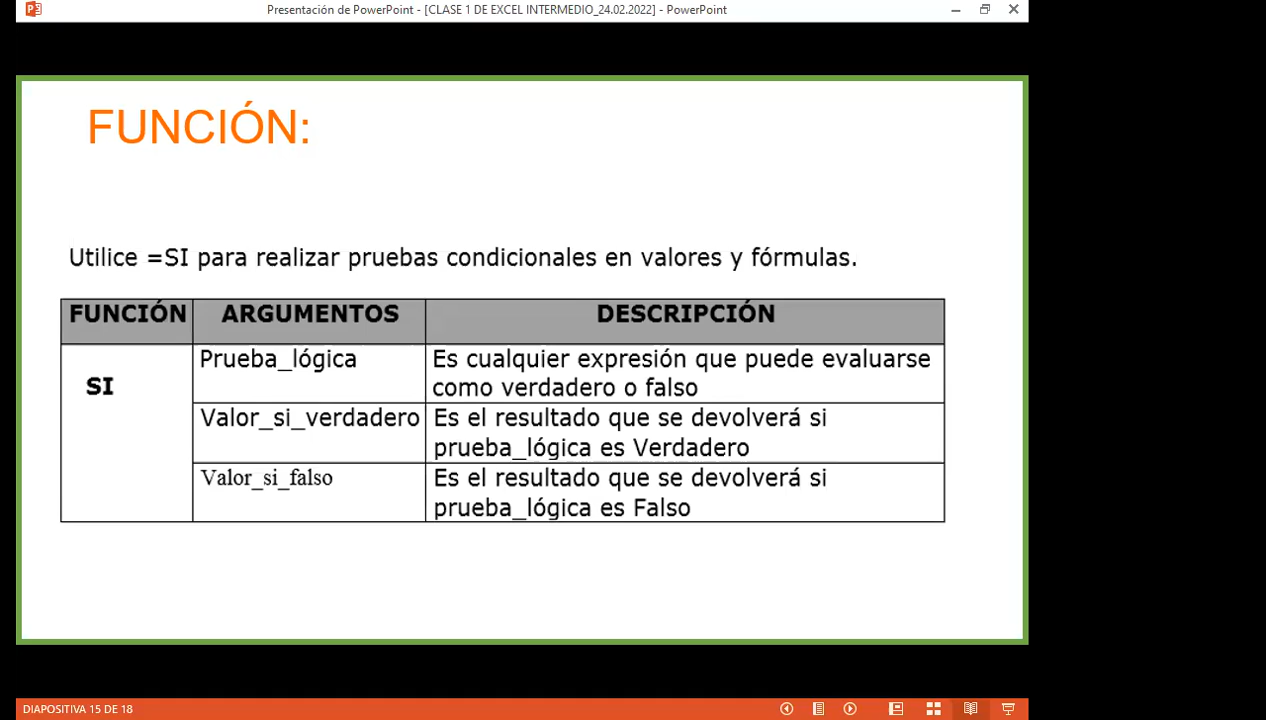 Presentación de PowerPoint - [CLASE 1 DE EXCEL INTERMEDIO_24.02.2022] - PowerPoint
FUNCIÓN:
Utilice =SI para realizar pruebas condicionales en valores y fórmulas.
FUNCIÓN ARGUMENTOS DESCRIPCIÓN
SI
Prueba_lógica
Es cualquier expresión que puede evaluarse
como verdadero o falso
Valor_si_verdadero
Es el resultado que se devolverá si
prueba_lógica es Verdadero
Valor_si_falso
Es el resultado que se devolverá si
prueba_lógica es Falso
DIAPOSITIVA 15 DE 18